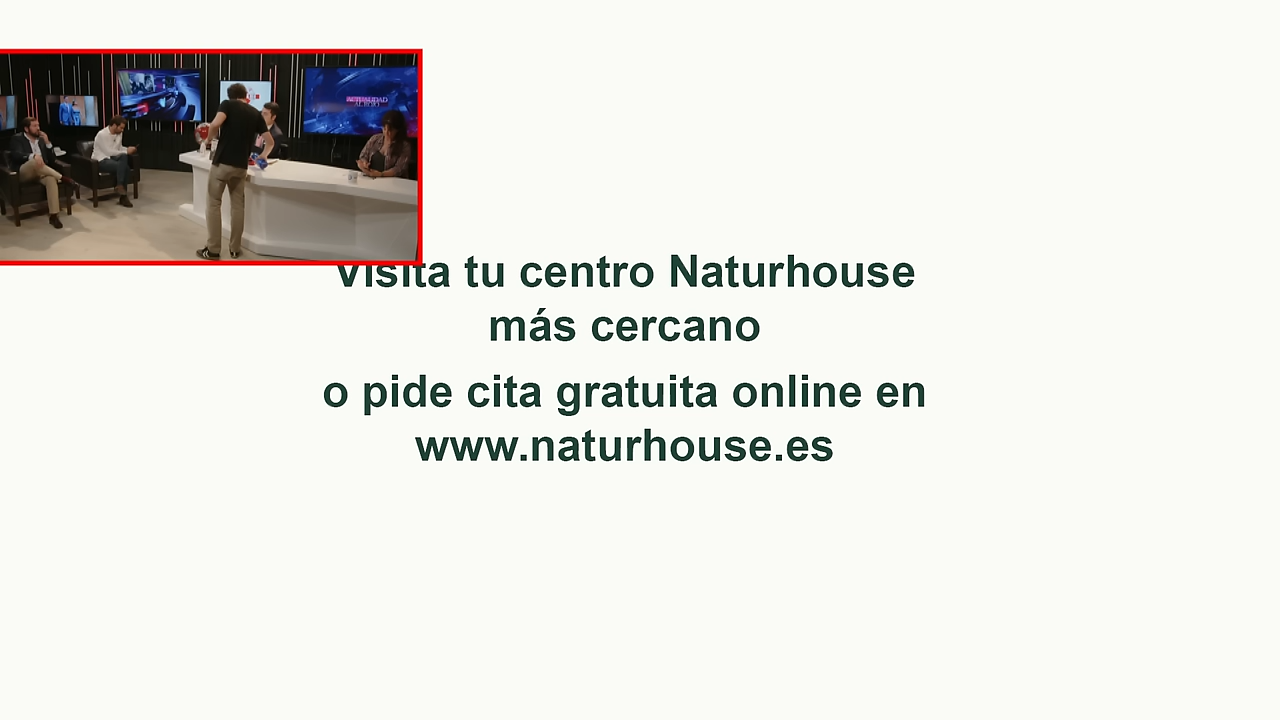 Visita tu centro Naturhouse
más cercano
o pide cita gratuita online en
www.naturhouse.es